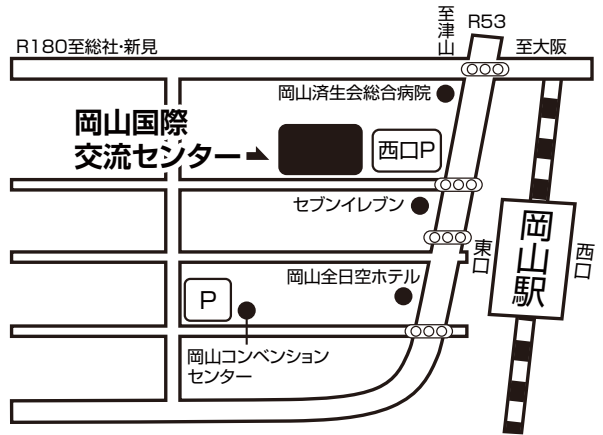 至津山
R53
R180至総社・新見
至大阪
岡山済生会総合病院
岡山国際
交流センター
西口P
セブンイレブン
東口
岡山駅
西口
岡山全日空ホテル
P
岡山コンベンション
センター